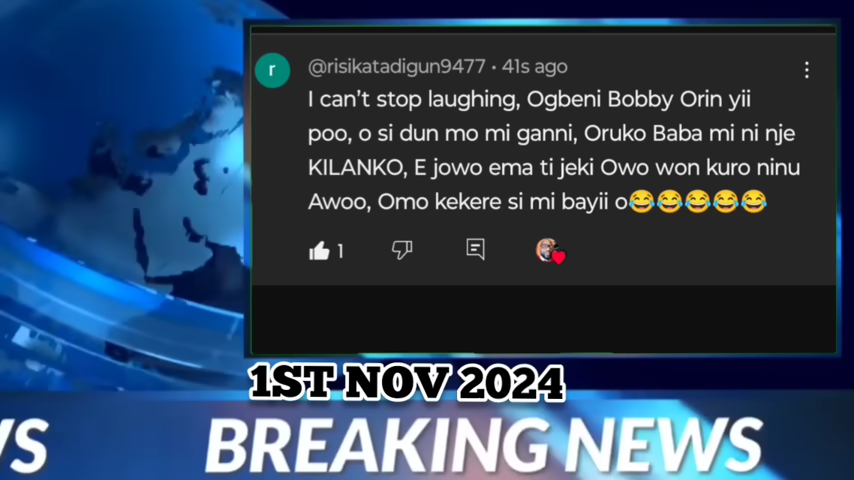 r
@risikatadigun9477 • 41s ago
I can't stop laughing, Ogbeni Bobby Orin yii
poo, o si dun mo mi ganni, Oruko Baba mi ni nje
KILANKO, E jowo ema ti jeki Owo won kuro ninu
Awoo, Omo kekere si mi bayii o😂😂😂😂😂
1
1ST NOV 2024
VS BREAKING NEWS